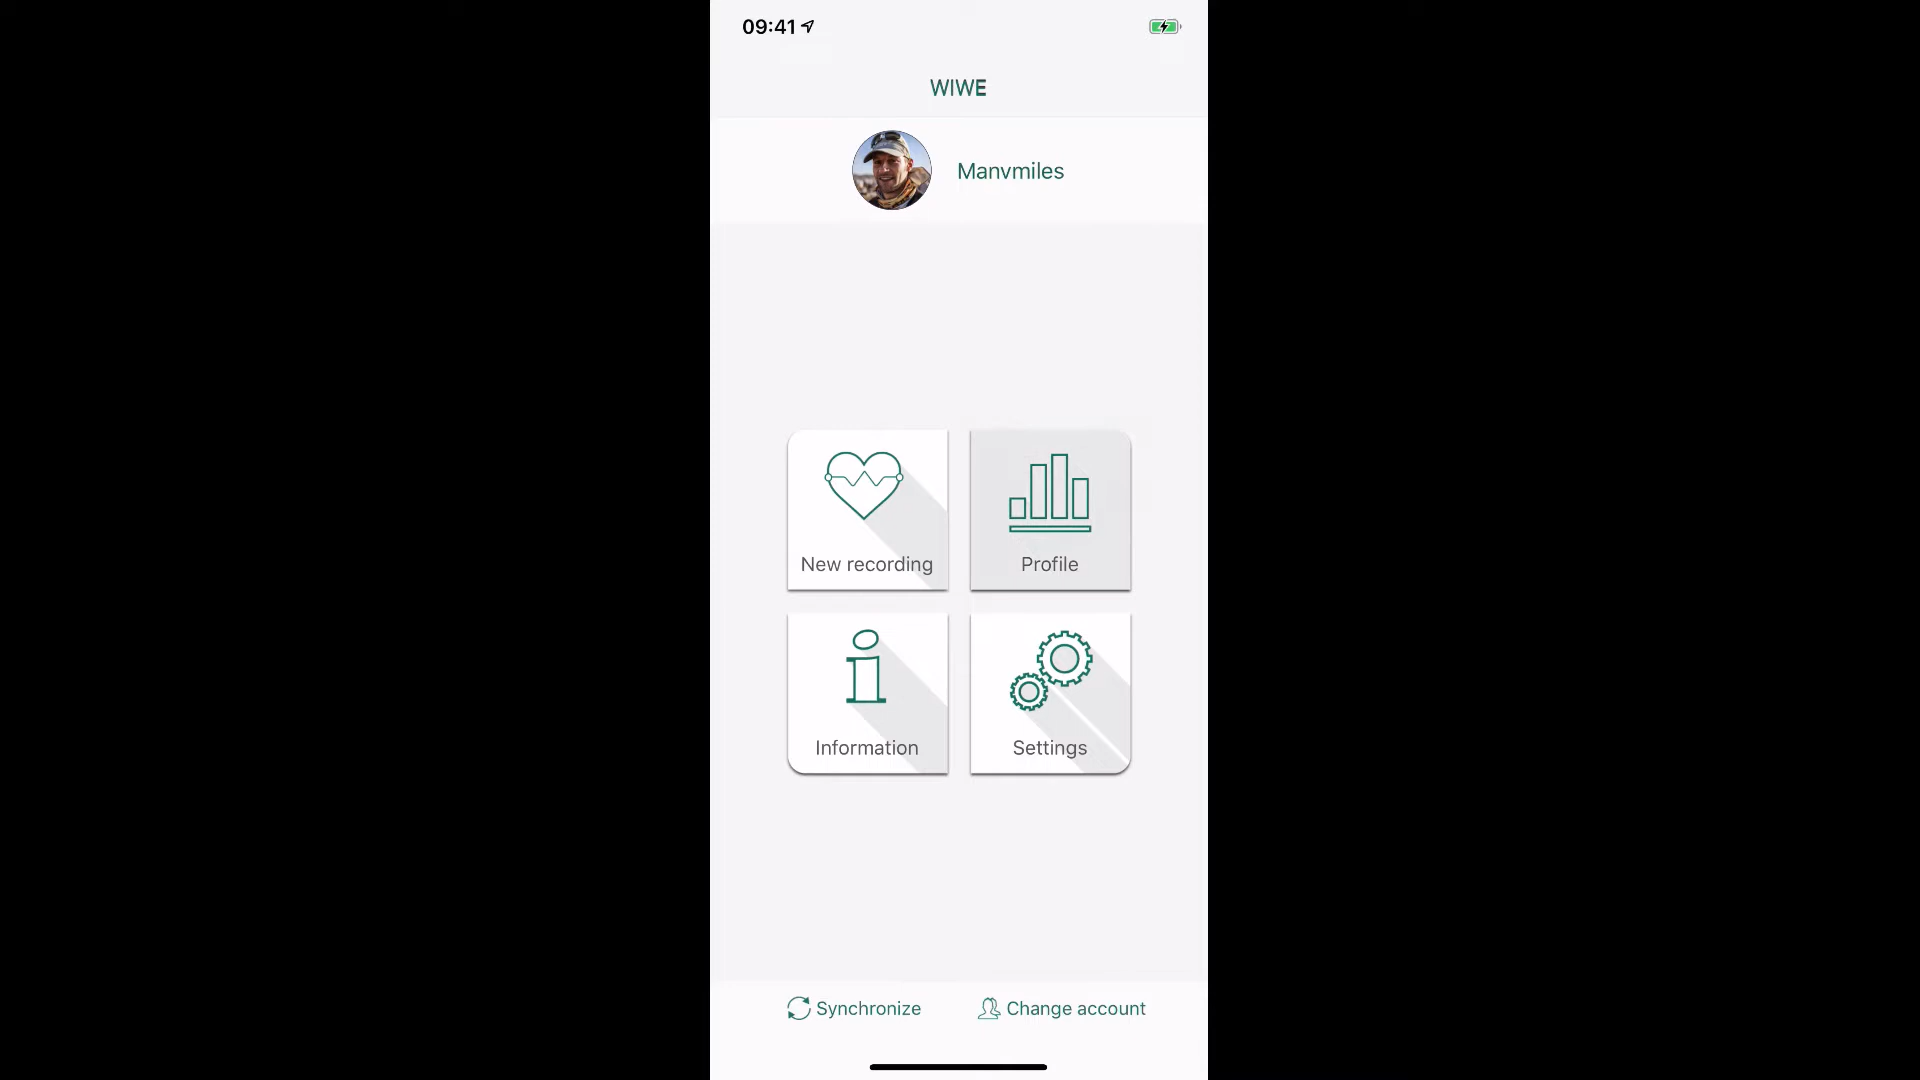 09:41
WIWE
Manvmiles
New recording
Profile
Information
Settings
Synchronize
Change account